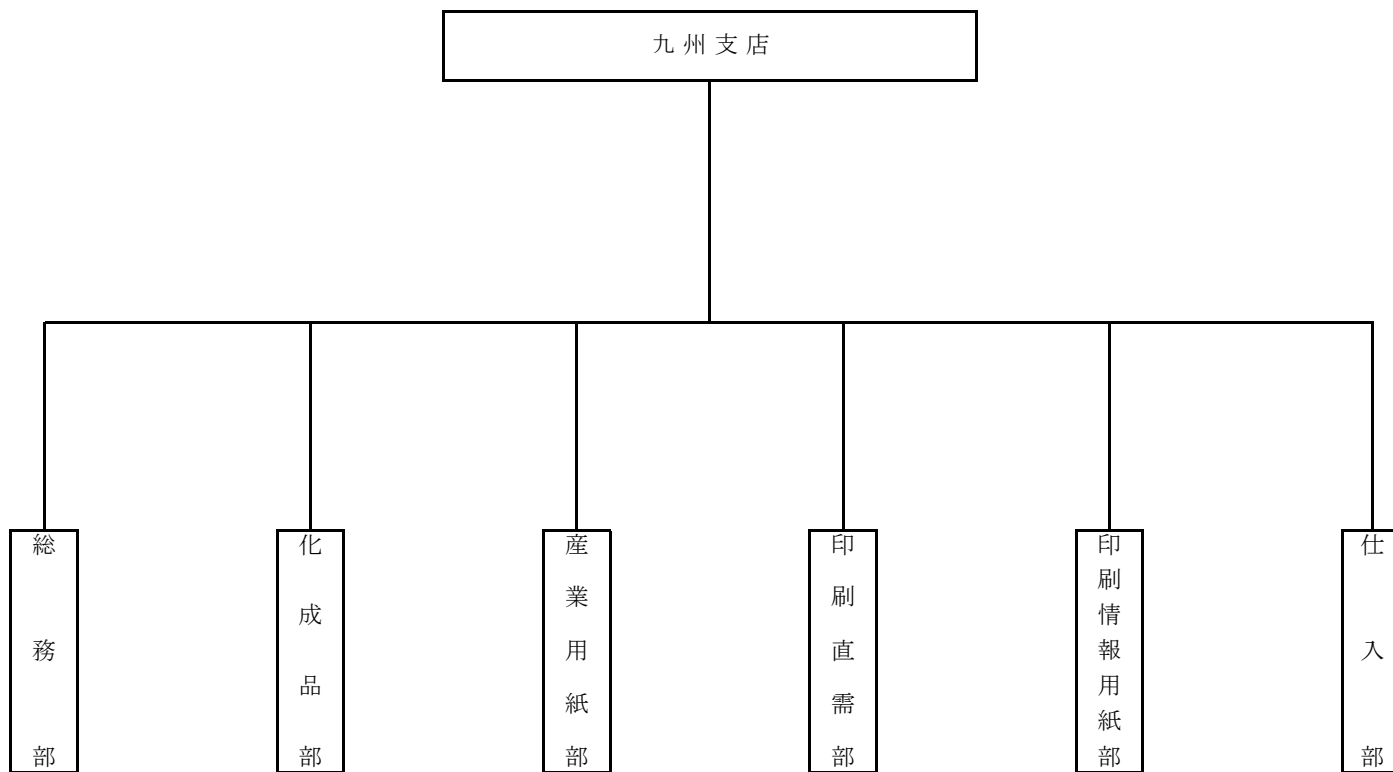 九州支店
総務部
化成品部
産業用紙部
印刷直需部
印刷情報用紙部
仕入部